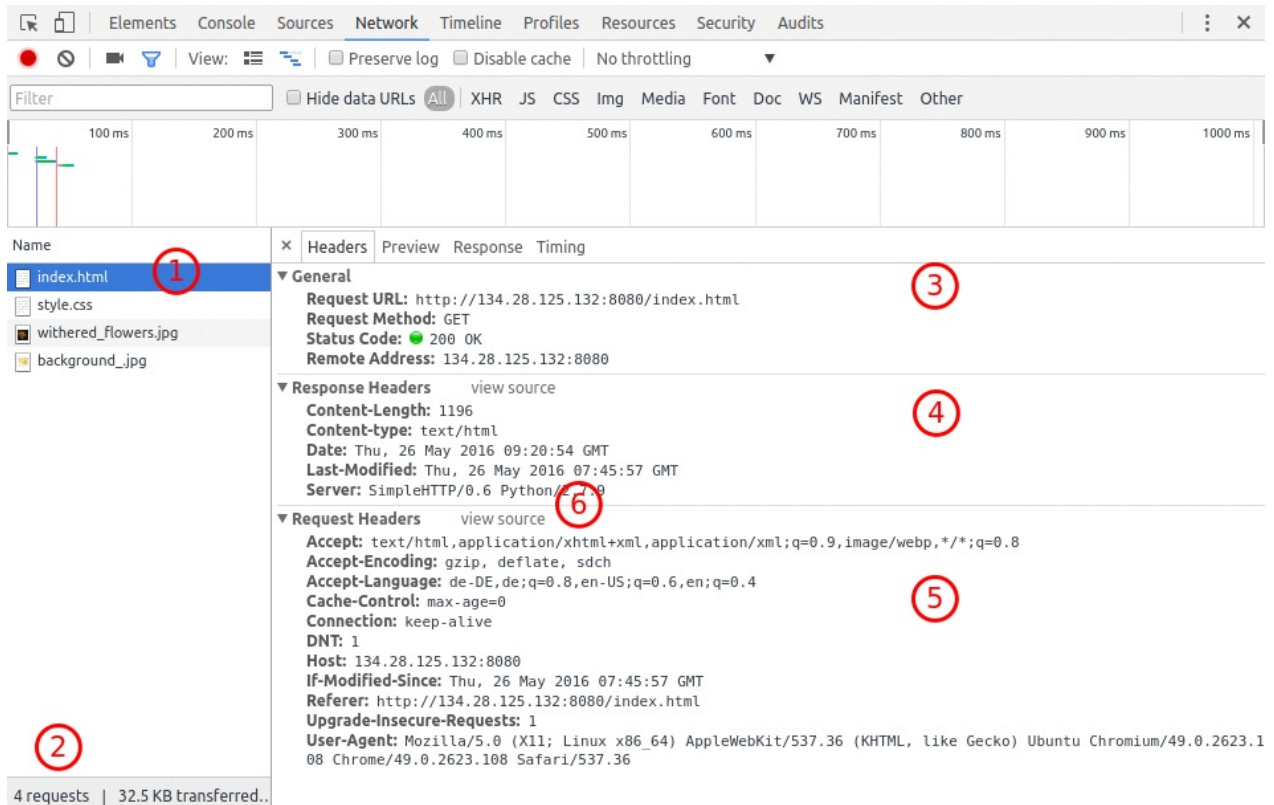 Elements Console Sources Network Timeline Profiles Resources Security Audits
View: Preserve log Disable cache No throttling
Filter Hide data URLs All XHR JS CSS Img Media Font Doc WS Manifest Other
100 ms 200 ms 300 ms 400 ms 500 ms 600 ms 700 ms 800 ms 900 ms 1000 ms
Name
1
index.html
style.css
withered_flowers.jpg
background_.jpg
2
4 requests | 32.5 KB transferred..
× Headers Preview Response Timing
General
3
Request URL: http://134.28.125.132:8080/index.html
Request Method: GET
Status Code: 200 OK
Remote Address: 134.28.125.132:8080
Response Headers view source
4
Content-Length: 1196
Content-type: text/html
Date: Thu, 26 May 2016 09:20:54 GMT
Last-Modified: Thu, 26 May 2016 07:45:57 GMT
Server: SimpleHTTP/0.6 Python/2.7.9
6
Request Headers view source
Accept: text/html,application/xhtml+xml,application/xml;q=0.9,image/webp,*/*;q=0.8
Accept-Encoding: gzip, deflate, sdch
Accept-Language: de-DE,de;q=0.8,en-US;q=0.6,en;q=0.4
5
Cache-Control: max-age=0
Connection: keep-alive
DNT: 1
Host: 134.28.125.132:8080
If-Modified-Since: Thu, 26 May 2016 07:45:57 GMT
Referer: http://134.28.125.132:8080/index.html
Upgrade-Insecure-Requests: 1
User-Agent: Mozilla/5.0 (X11; Linux x86_64) AppleWebKit/537.36 (KHTML, like Gecko) Ubuntu Chromium/49.0.2623.1
08 Chrome/49.0.2623.108 Safari/537.36